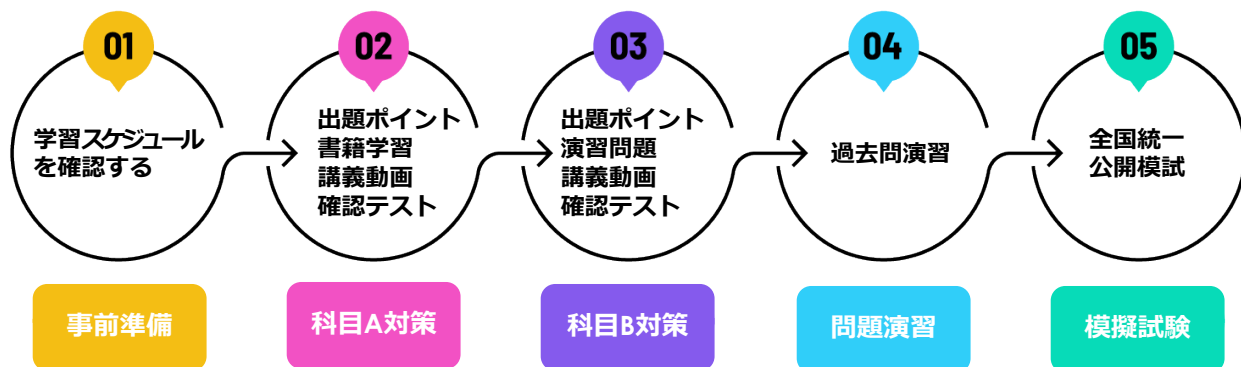 01
学習スケジュール
を確認する
事前準備
02
出題ポイント
書籍学習
講義動画
確認テスト
科目A対策
03
出題ポイント
演習問題
講義動画
確認テスト
科目B対策
04
過去問演習
問題演習
05
全国統一
公開模試
模擬試験